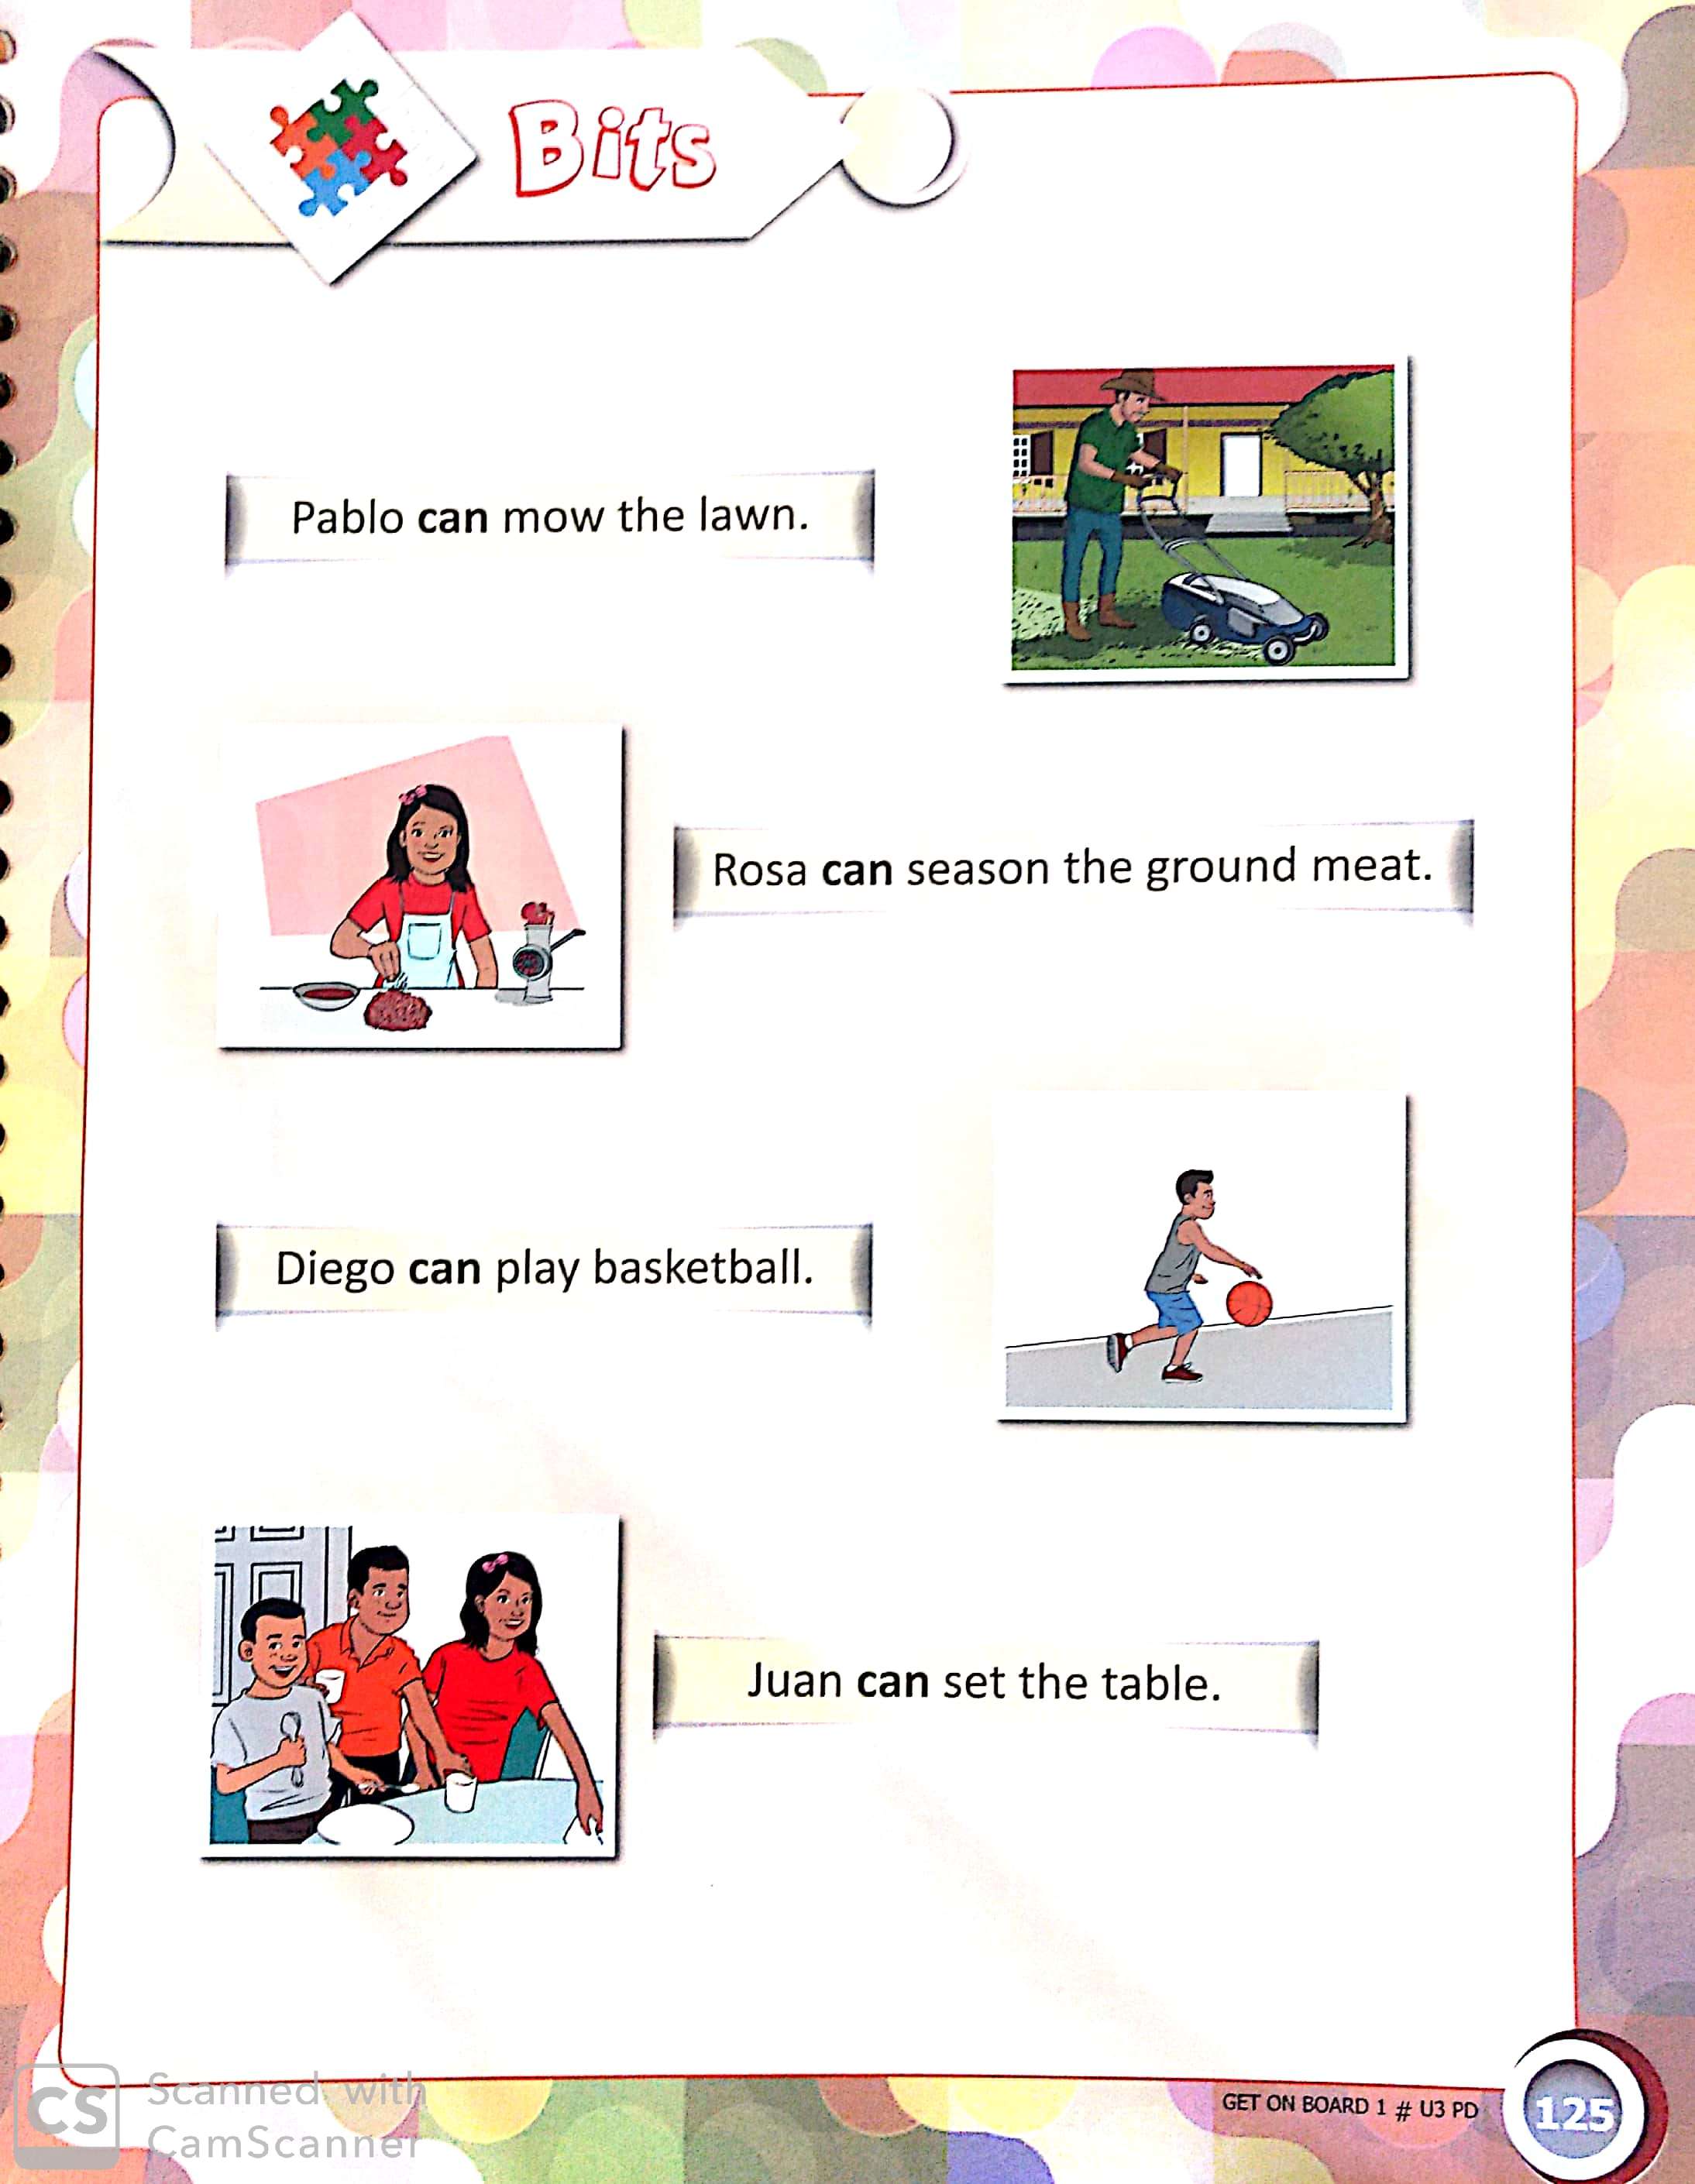 Bits
Pablo can mow the lawn.
Rosa can season the ground meat.
Diego can play basketball.
Juan can set the table.
GET ON BOARD 1 # U3 PD
125
CS
Scanned with
CamScanner